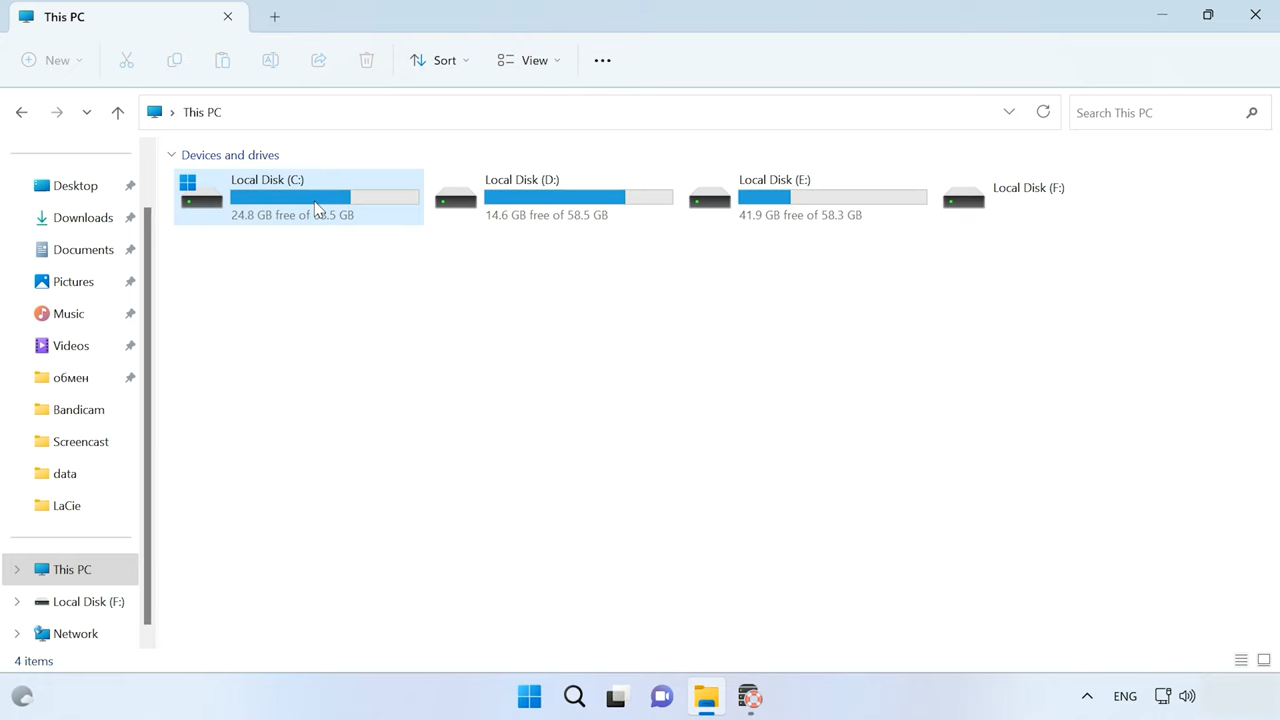 This PC
New
Sort
View
This PC
Search This PC
Desktop
Downloads
Documents
Pictures
Music
Videos
обмен
Bandicam
Screencast
data
LaCie
This PC
Local Disk (F:)
Network
Devices and drives
Local Disk (C:)
24.8 GB free of 58.5 GB
Local Disk (D:)
14.6 GB free of 58.5 GB
Local Disk (E:)
41.9 GB free of 58.3 GB
Local Disk (F:)
4 items
ENG